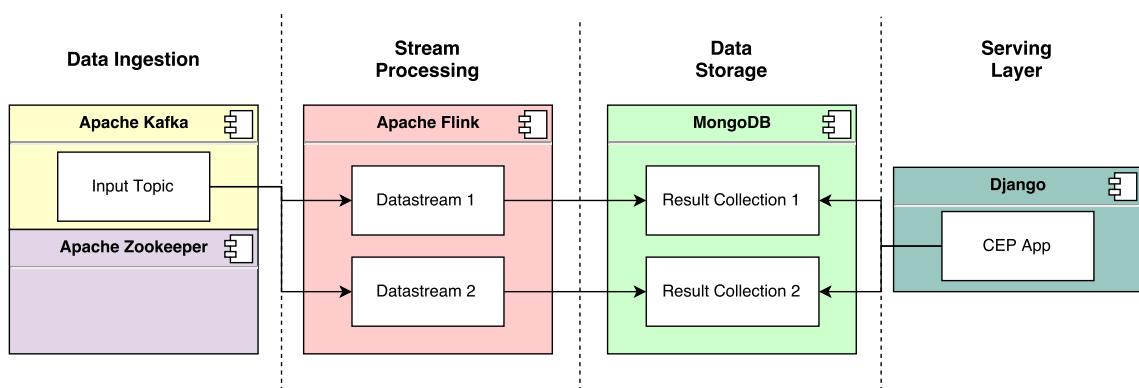 Data Ingestion
Stream
Processing
Data
Storage
Serving
Layer
Apache Kafka
Input Topic
Apache Zookeeper
Apache Flink
Datastream 1
Datastream 2
MongoDB
Result Collection 1
Result Collection 2
Django
CEP App